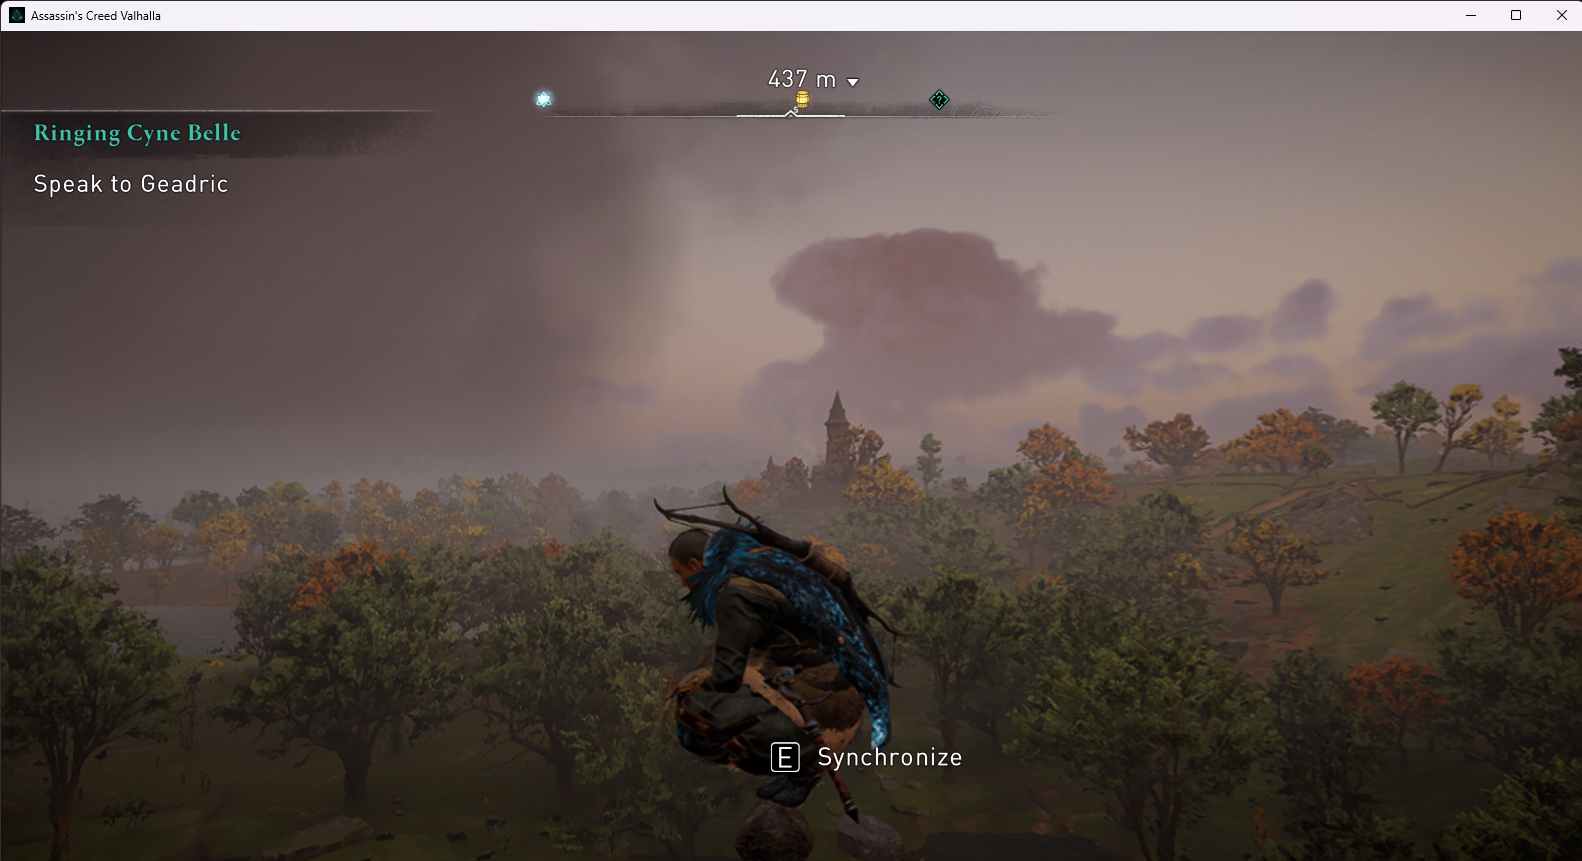 Assassin's Creed Valhalla
437 m
S
?
Ringing Cyne Belle
Speak to Geadric
E Synchronize